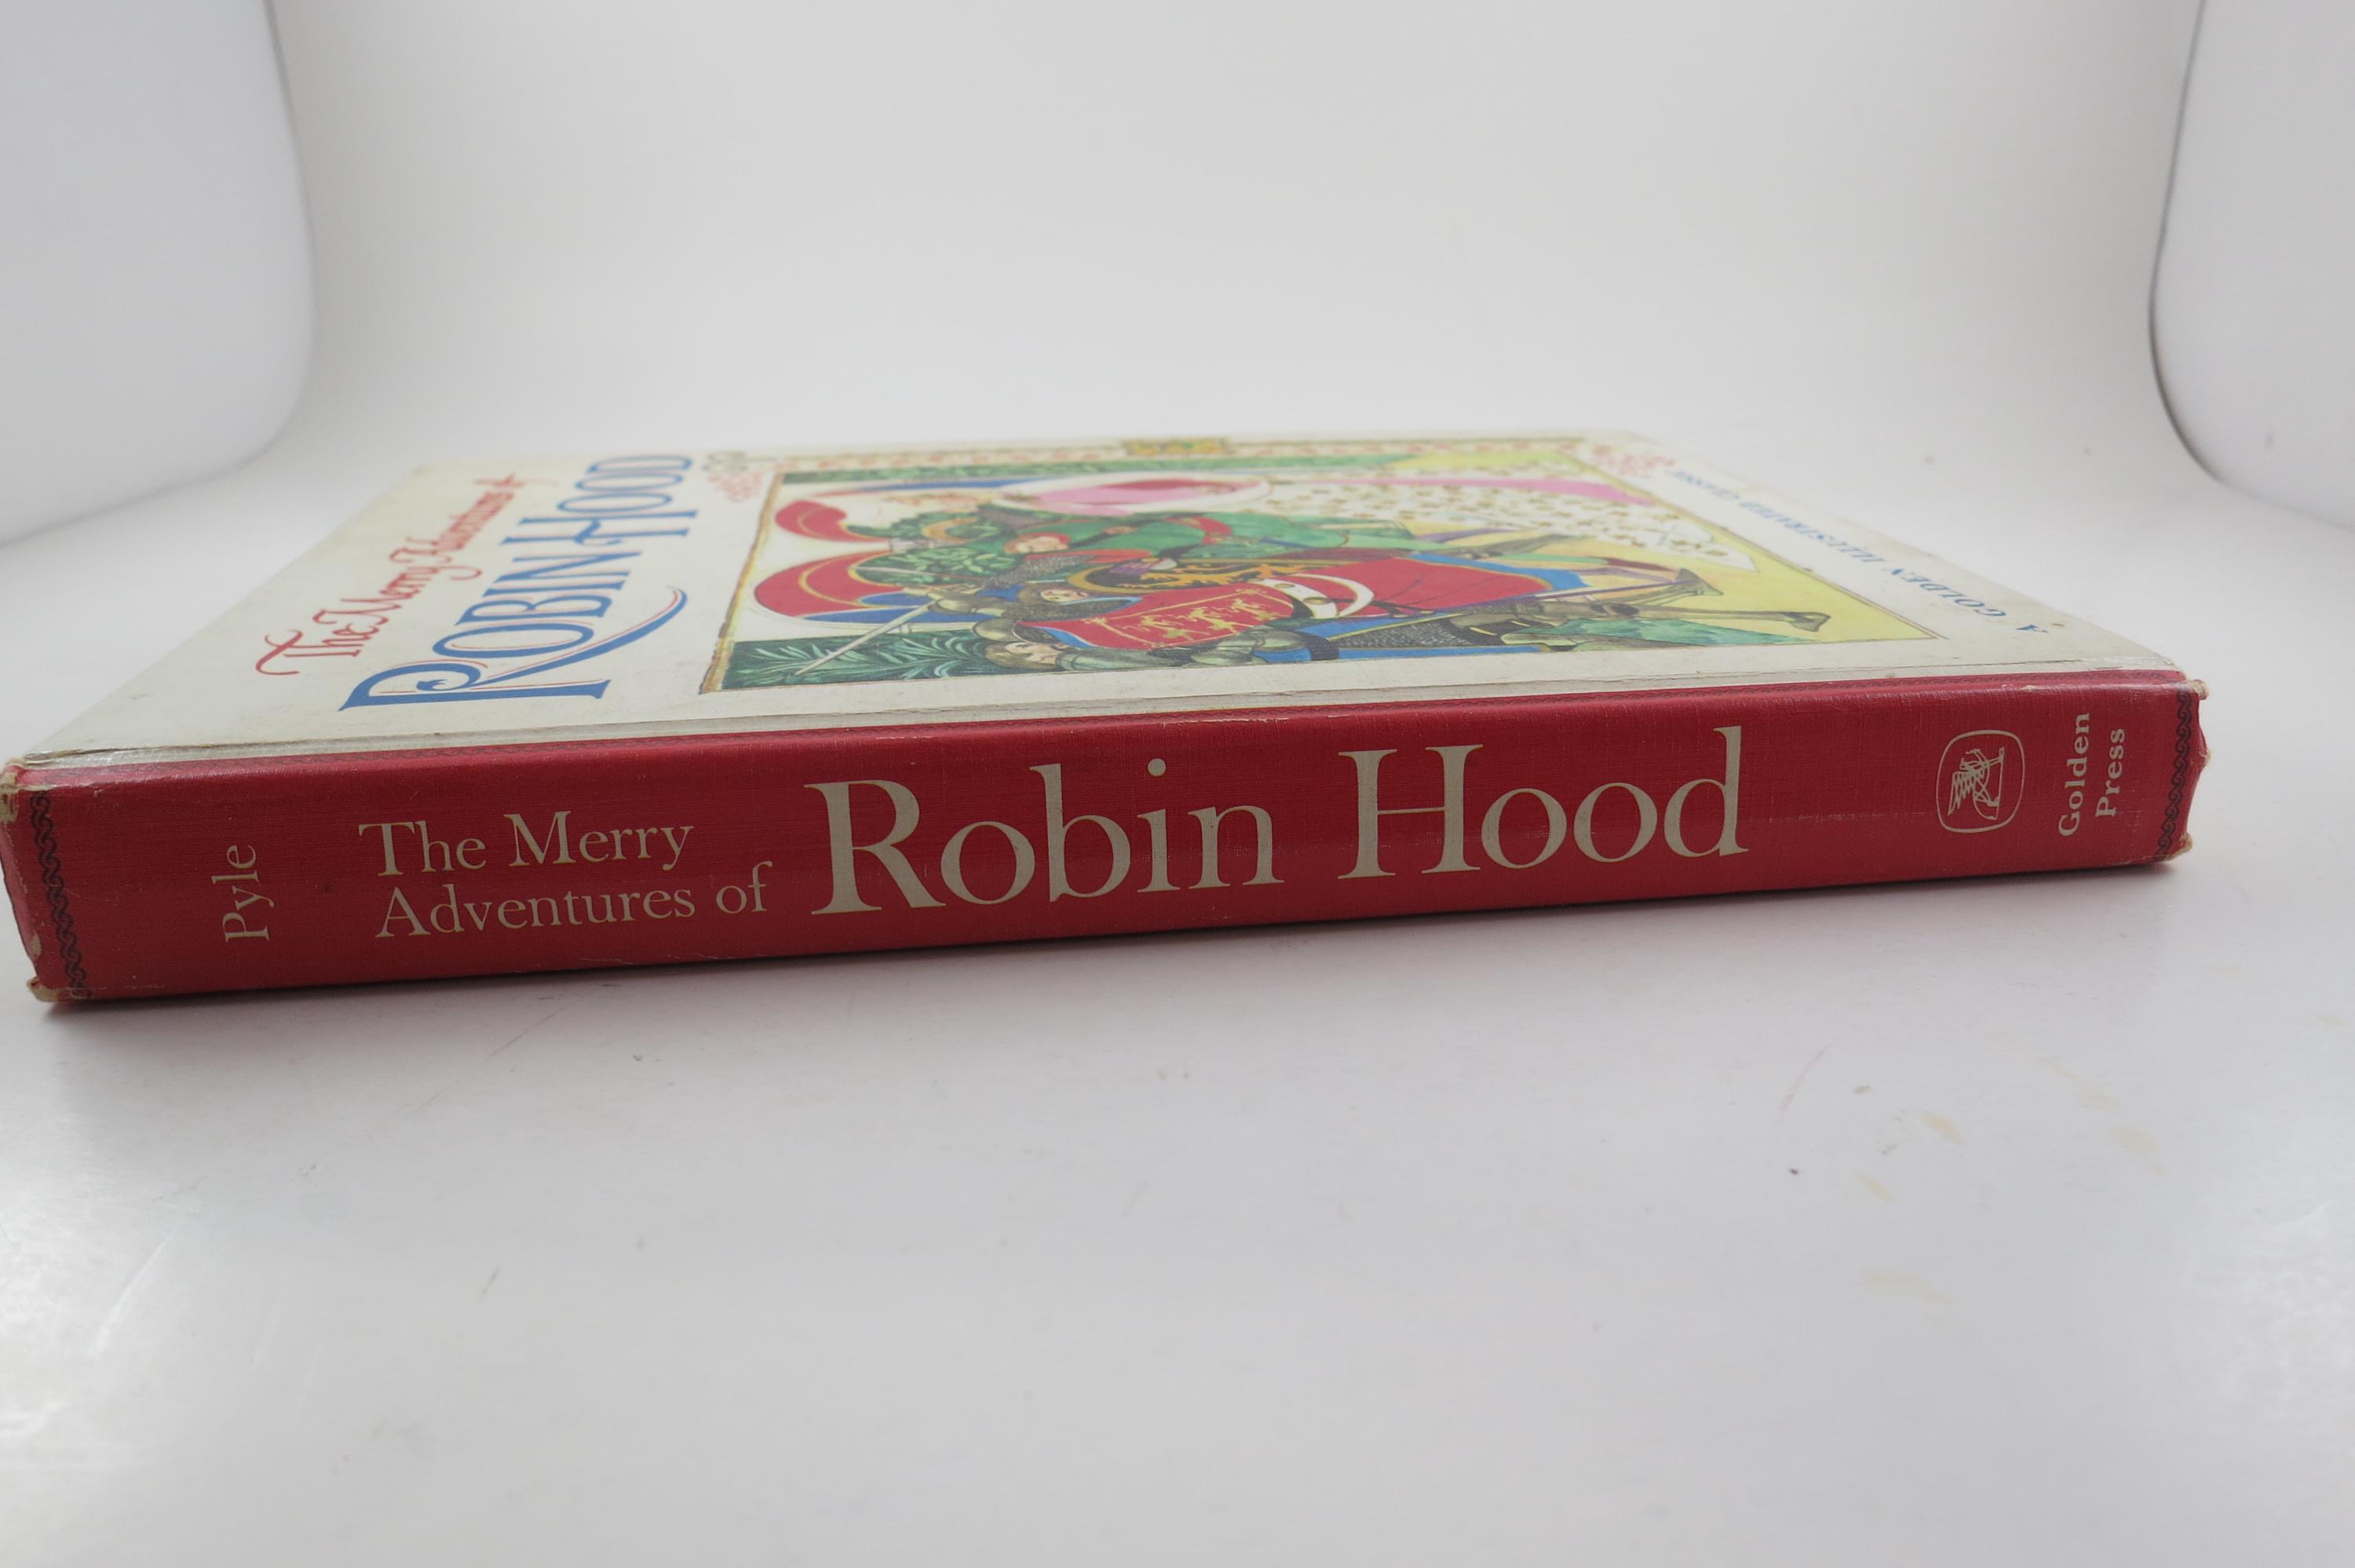 The Merry Adventures of
ROBIN HOOD
A GOLDEN ILLUSTRATED CLASSIC
Pyle
The Merry
Adventures of
Robin Hood
Golden
Press